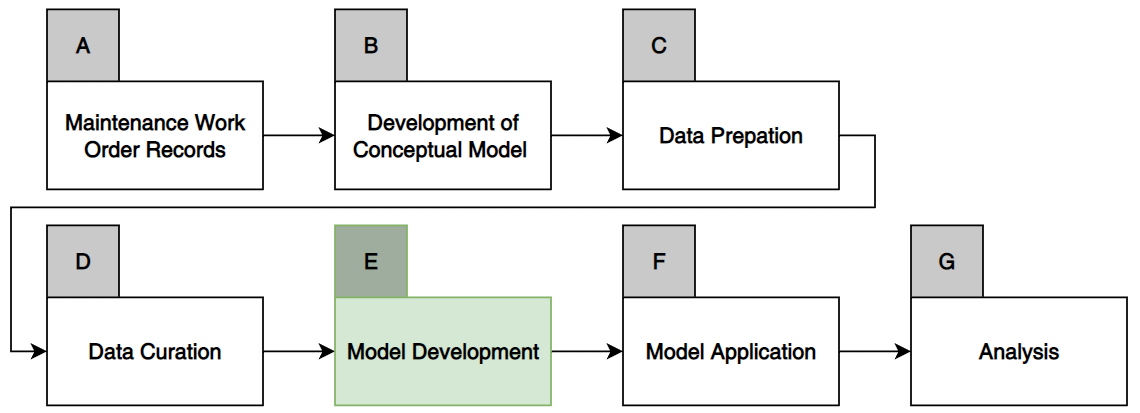 A
Maintenance Work
Order Records
B
Development of
Conceptual Model
C
Data Prepation
D
Data Curation
E
Model Development
F
Model Application
G
Analysis